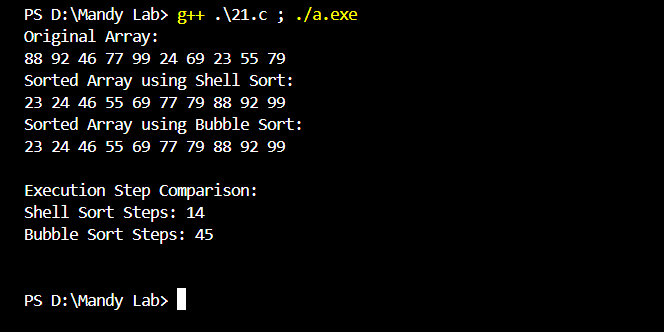 PS D:\Mandy Lab> g++ .\21.c ; ./a.exe
Original Array:
88 92 46 77 99 24 69 23 55 79
Sorted Array using Shell Sort:
23 24 46 55 69 77 79 88 92 99
Sorted Array using Bubble Sort:
23 24 46 55 69 77 79 88 92 99
Execution Step Comparison:
Shell Sort Steps: 14
Bubble Sort Steps: 45
PS D:\Mandy Lab>